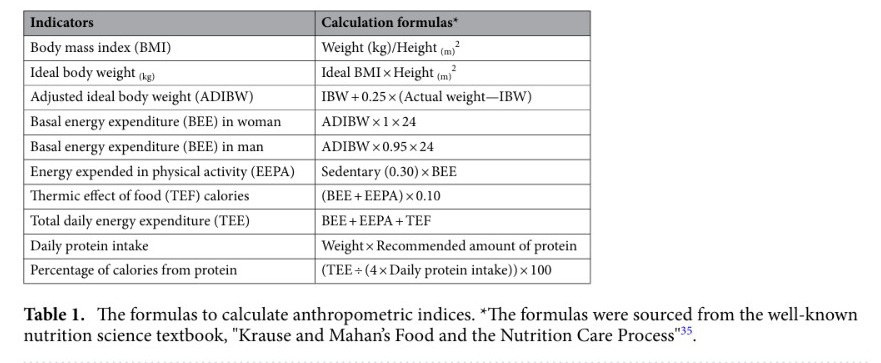 Indicators Calculation formulas*
Body mass index (BMI) Weight (kg)/Height (m)²
Ideal body weight (kg) Ideal BMI × Height (m)²
Adjusted ideal body weight (ADIBW) IBW + 0.25 × (Actual weight—IBW)
Basal energy expenditure (BEE) in woman ADIBW × 1 × 24
Basal energy expenditure (BEE) in man ADIBW × 0.95 × 24
Energy expended in physical activity (EEPA) Sedentary (0.30) × BEE
Thermic effect of food (TEF) calories (BEE + EEPA) × 0.10
Total daily energy expenditure (TEE) BEE + EEPA + TEF
Daily protein intake Weight × Recommended amount of protein
Percentage of calories from protein (TEE ÷ (4 × Daily protein intake)) × 100
Table 1. The formulas to calculate anthropometric indices. *The formulas were sourced from the well-known
nutrition science textbook, "Krause and Mahan's Food and the Nutrition Care Process"³⁵.